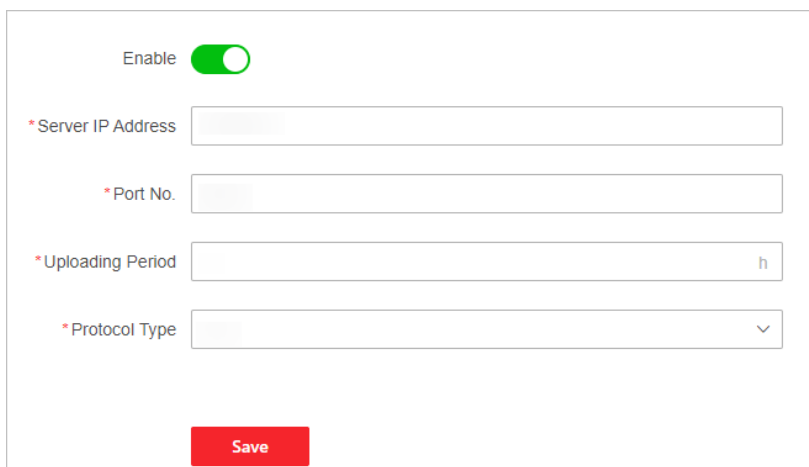 Enable
*Server IP Address
*Port No.
*Uploading Period h
*Protocol Type
Save